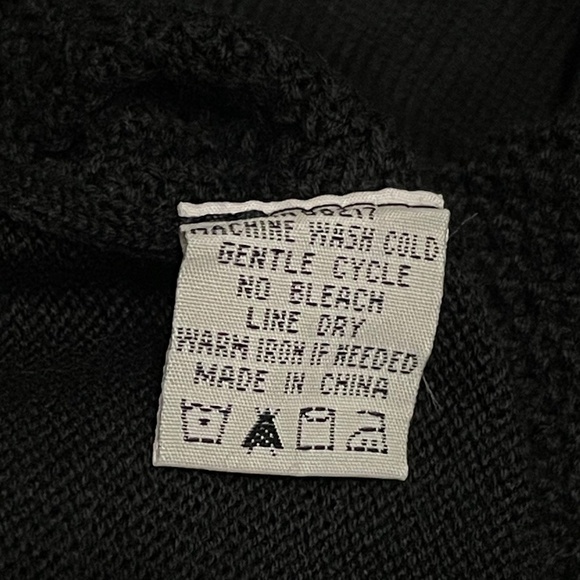 MACHINE WASH COLD
GENTLE CYCLE
NO BLEACH
LINE DRY
WARM IRON IF NEEDED
MADE IN CHINA